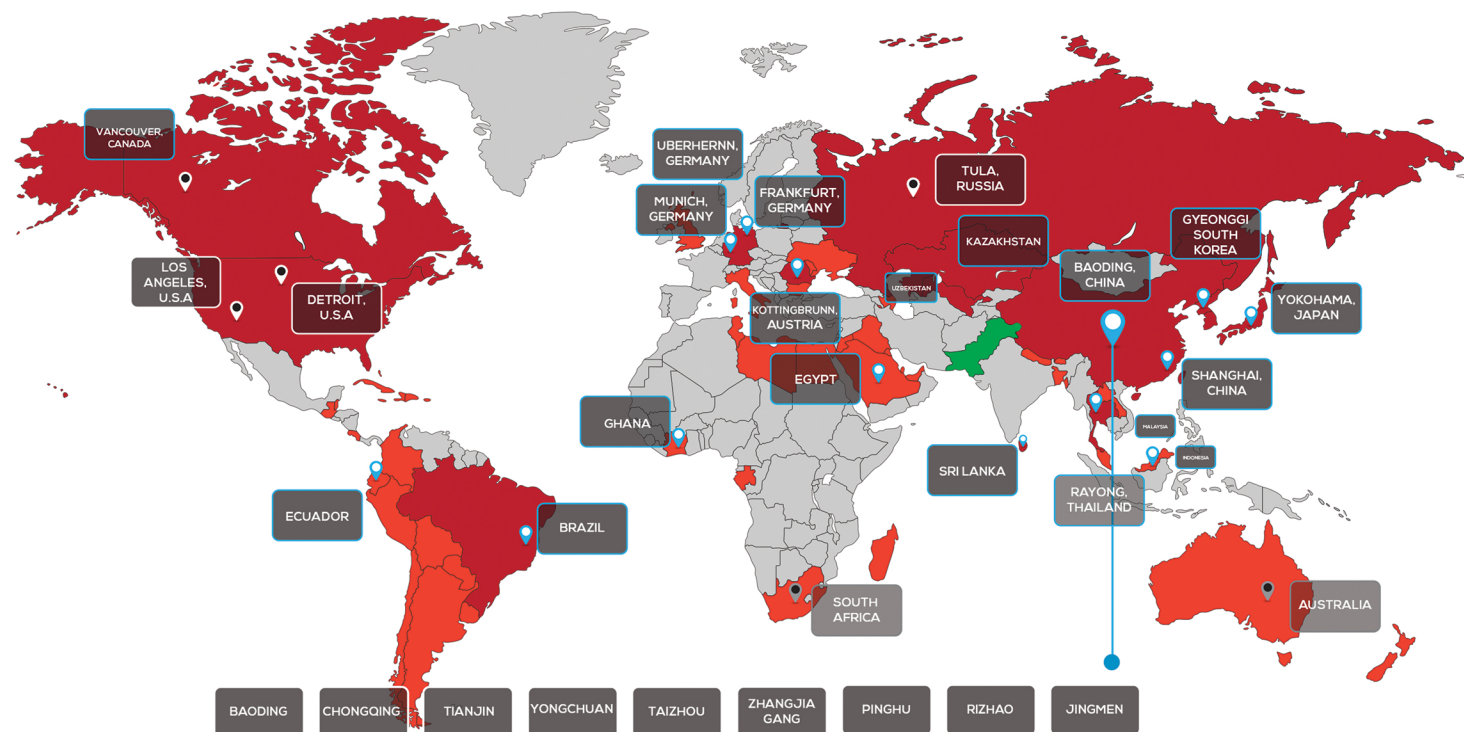 VANCOUVER,
CANADA
UBERHERNN,
GERMANY
MUNICH,
GERMANY
FRANKFURT,
GERMANY
TULA,
RUSSIA
KAZAKHSTAN
GYEONGGI
SOUTH
KOREA
BAODING,
CHINA
LOS
ANGELES,
U.S.A
DETROIT,
U.S.A
UZBEKISTAN
KOTTINGBRUNN,
AUSTRIA
YOKOHAMA,
JAPAN
EGYPT
SHANGHAI,
CHINA
GHANA
MALAYSIA
INDONESIA
SRI LANKA
RAYONG,
THAILAND
ECUADOR
BRAZIL
SOUTH
AFRICA
AUSTRALIA
BAODING
CHONGQING
TIANJIN
YONGCHUAN
TAIZHOU
ZHANGJIA
GANG
PINGHU
RIZHAO
JINGMEN